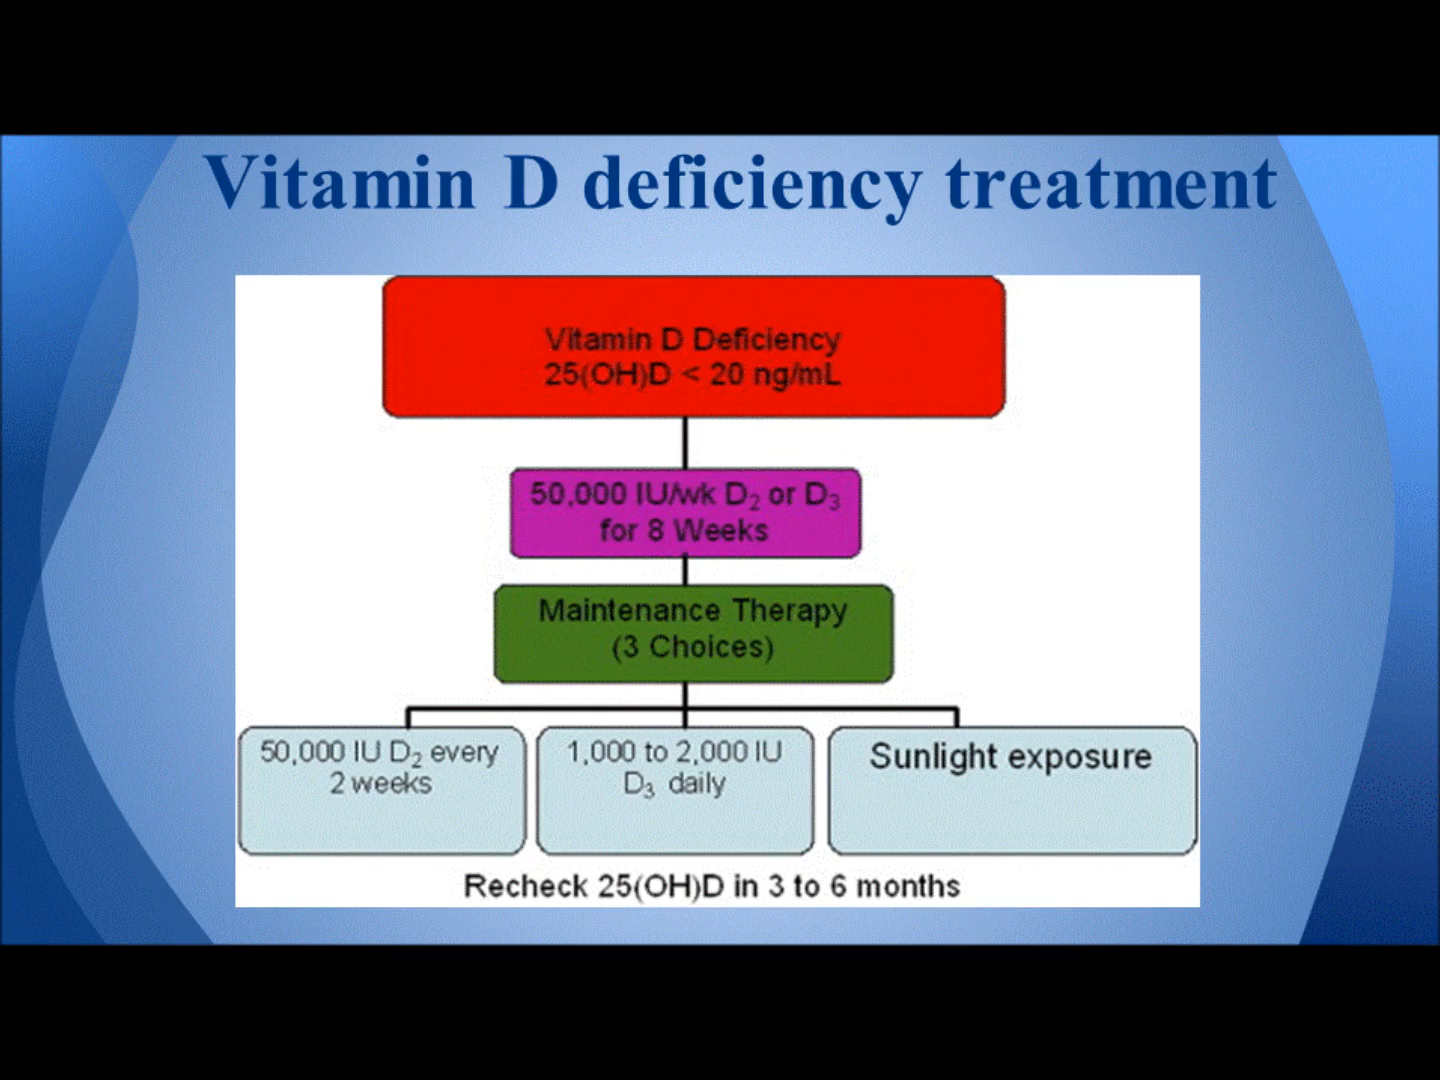 Vitamin D deficiency treatment
Vitamin D Deficiency
25(OH)D < 20 ng/mL
50,000 IU/wk D₂ or D₃
for 8 Weeks
Maintenance Therapy
(3 Choices)
50,000 IU D₂ every
2 weeks
1,000 to 2,000 IU
D₃ daily
Sunlight exposure
Recheck 25(OH)D in 3 to 6 months